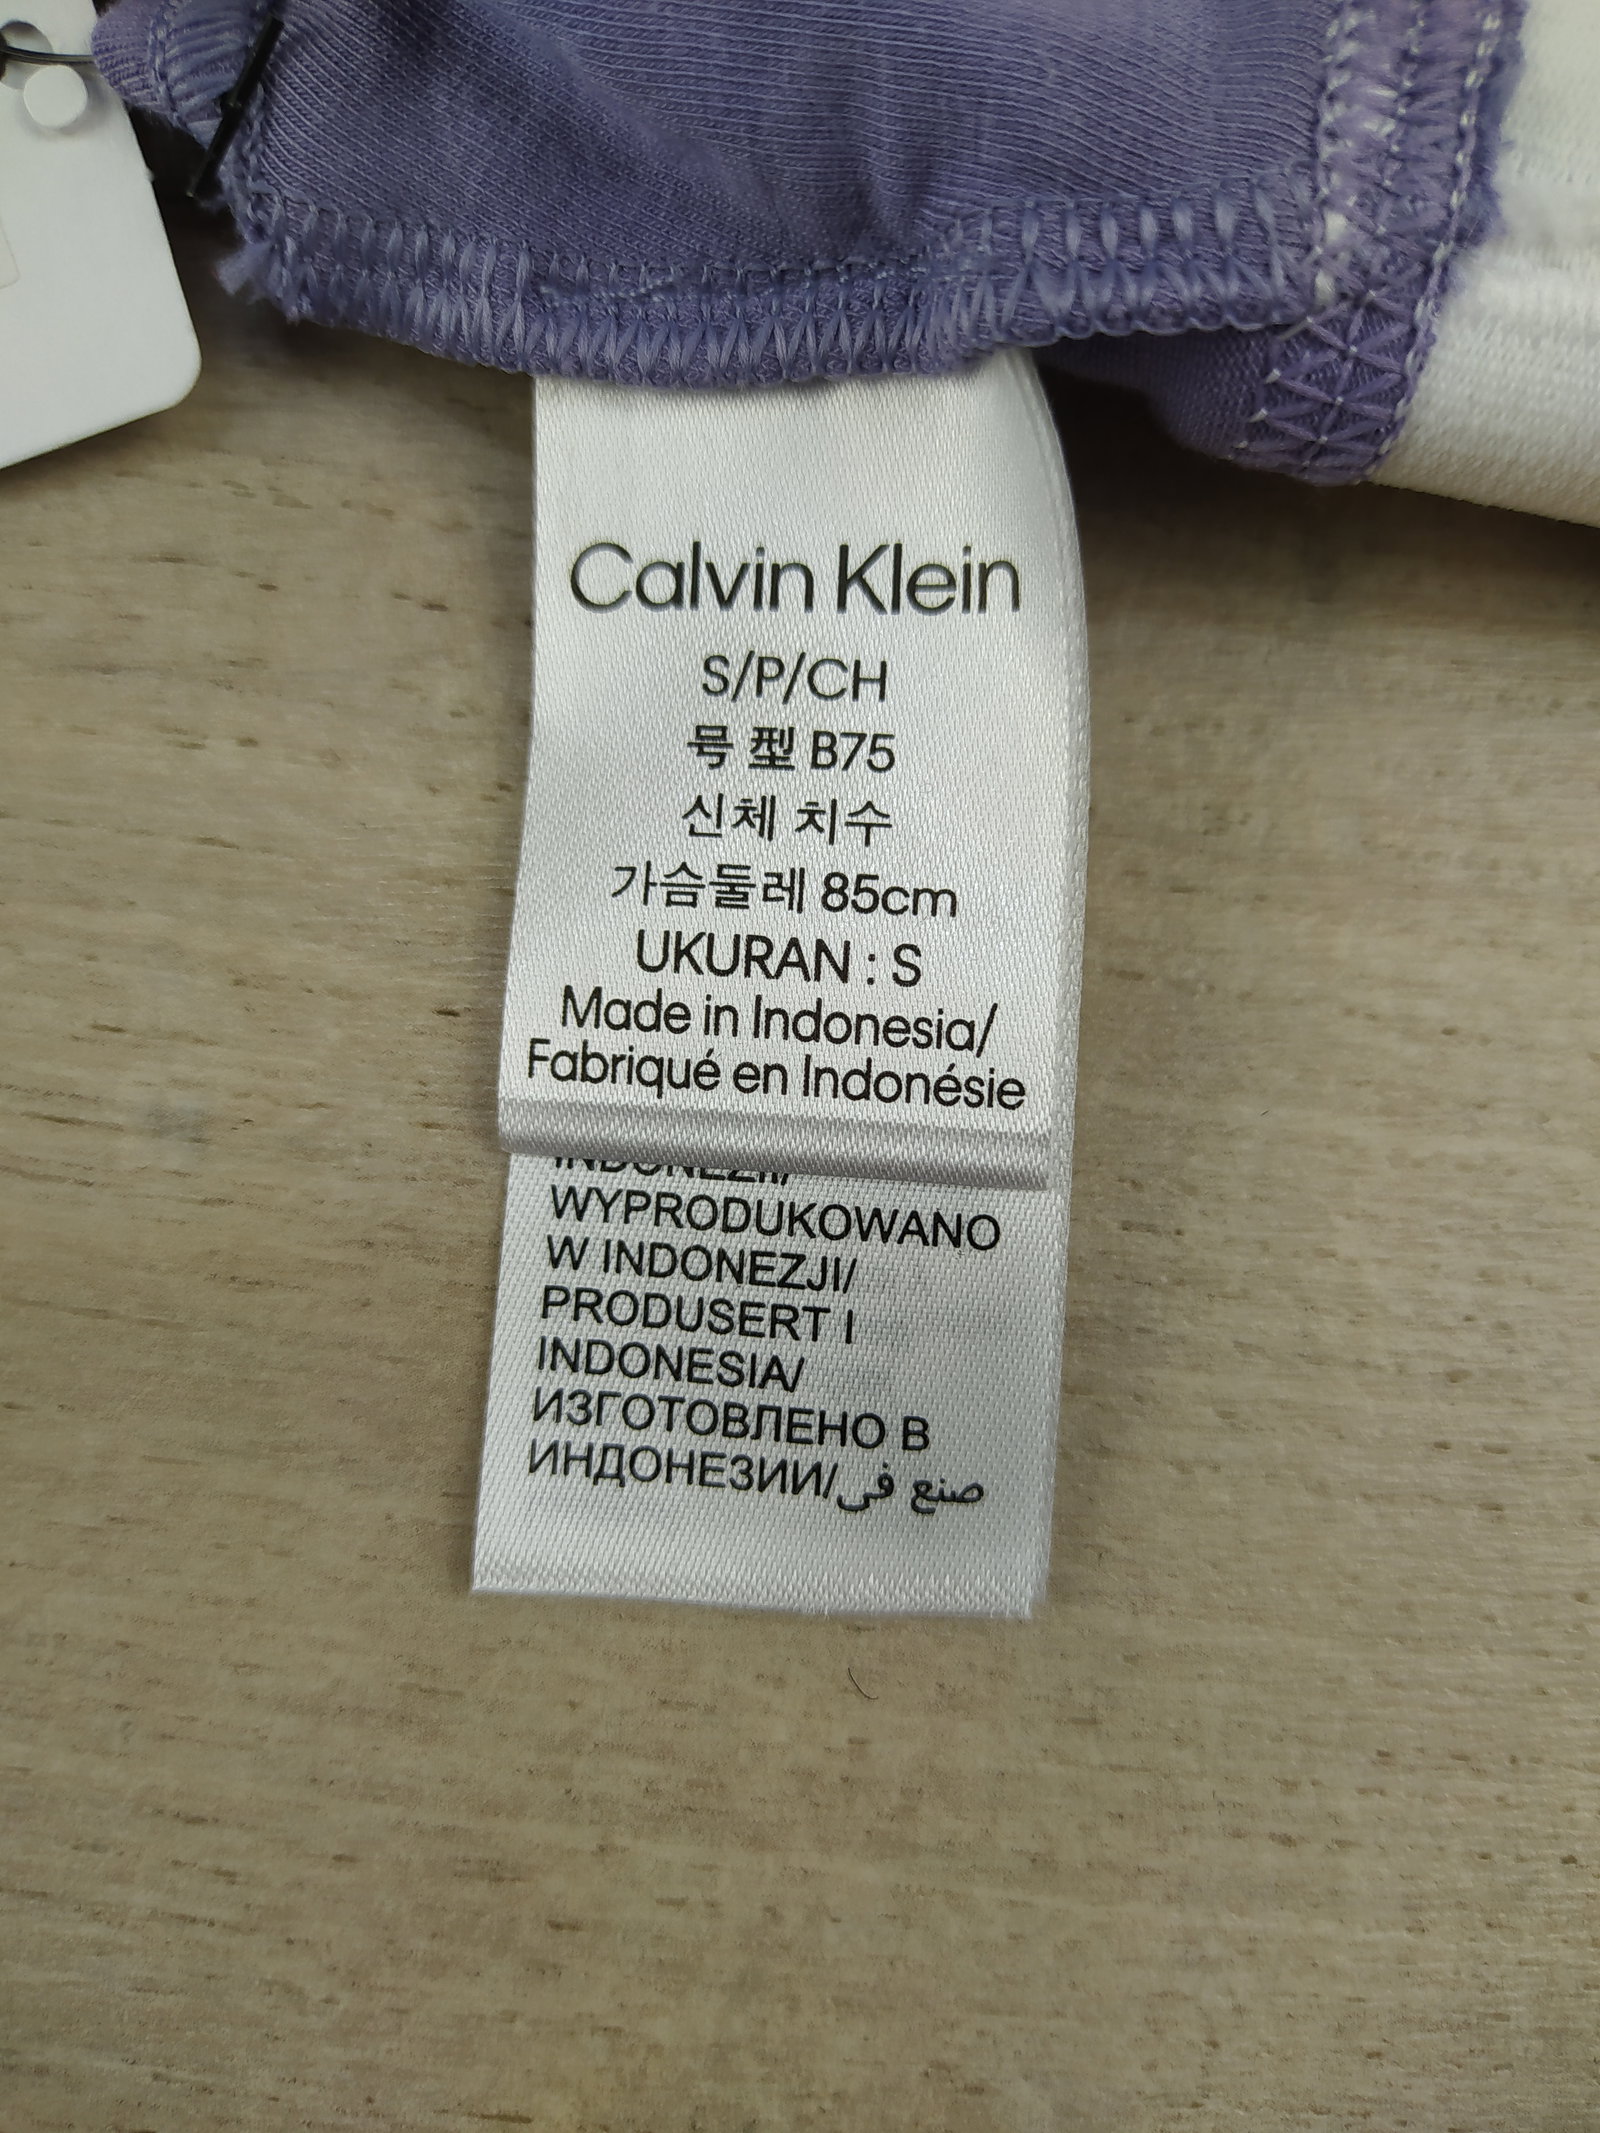 Calvin Klein
S/P/CH
号型 B75
신체 치수
가슴둘레 85cm
UKURAN : S
Made in Indonesia/
Fabriqué en Indonésie
WYPRODUKOWANO
W INDONEZJI/
PRODUSERT I
INDONESIA/
ИЗГОТОВЛЕНО В
ИНДОНЕЗИИ/صنع في